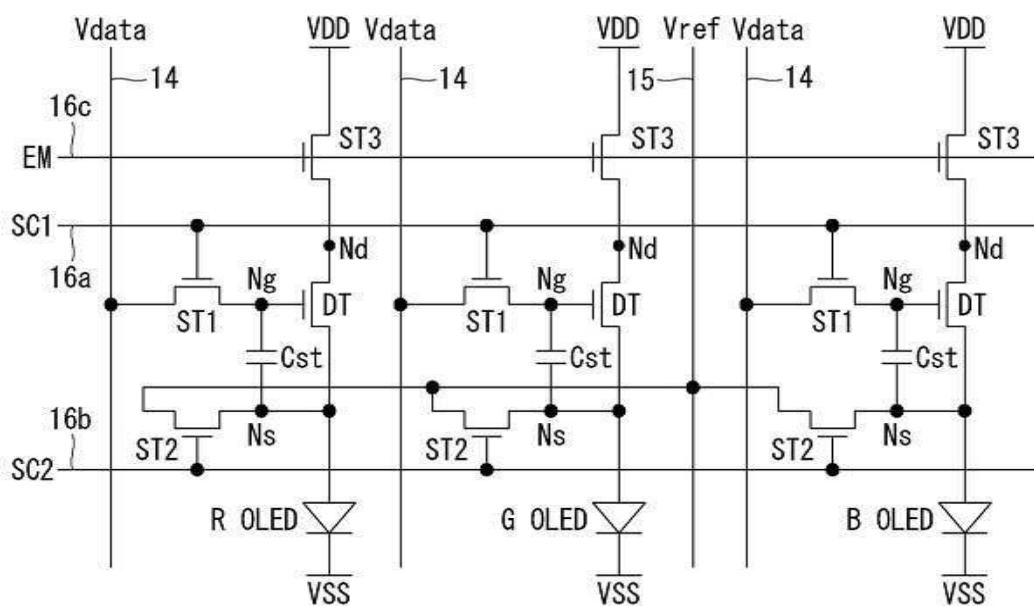 Vdata VDD Vdata VDD Vref Vdata VDD
14 14 15 14
16c
ST3 ST3 ST3
EM
SC1
Nd Nd Nd
16a
Ng Ng Ng
DT DT DT
ST1 ST1 ST1
Cst Cst Cst
16b
ST2 Ns ST2 Ns ST2 Ns
SC2
R OLED G OLED B OLED
VSS VSS VSS